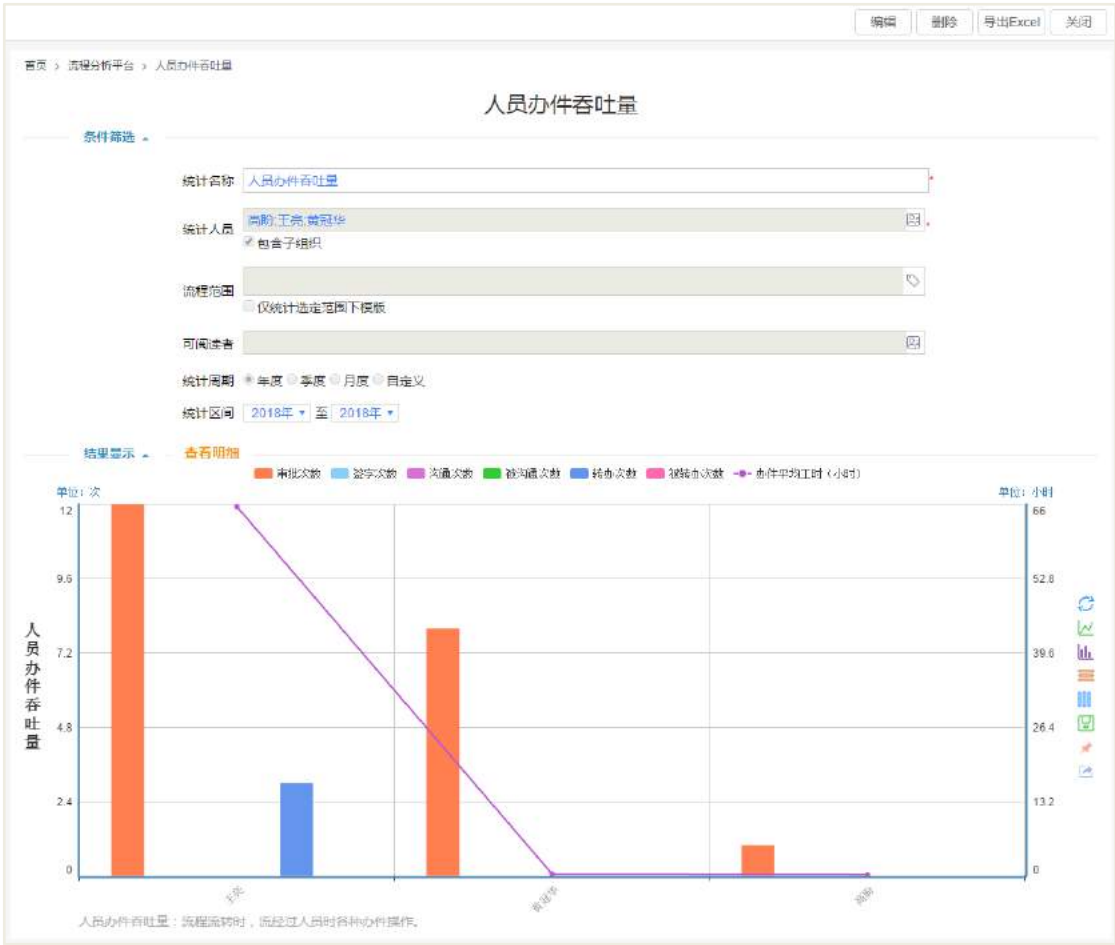 编辑 删除 导出Excel 关闭
首页 > 流程分析平台 > 人员办件吞吐量
人员办件吞吐量
条件筛选
统计名称 人员办件吞吐量 *
统计人员 高盼;王亮;黄冠华 *
包含子组织
流程范围
仅统计选定范围下模版
可阅读者
统计周期 年度 季度 月度 自定义
统计区间 2018年 至 2018年
结果显示 查看明细
审批次数 签字次数 沟通次数 被沟通次数 转办次数 被转办次数 办件平均工时(小时)
单位：次 单位：小时
12 66
9.6 52.8
7.2 39.6
4.8 26.4
2.4 13.2
0 0
人员办件吞吐量
王亮 黄冠华 高盼
人员办件吞吐量：流程流转时，流经过人员时各种办件操作。